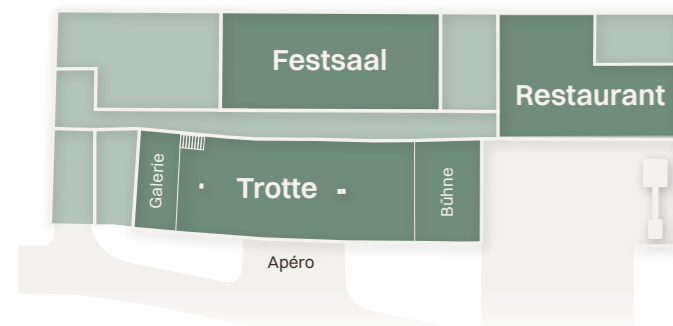 Festsaal
Restaurant
Galerie
Trotte
Bühne
Apéro